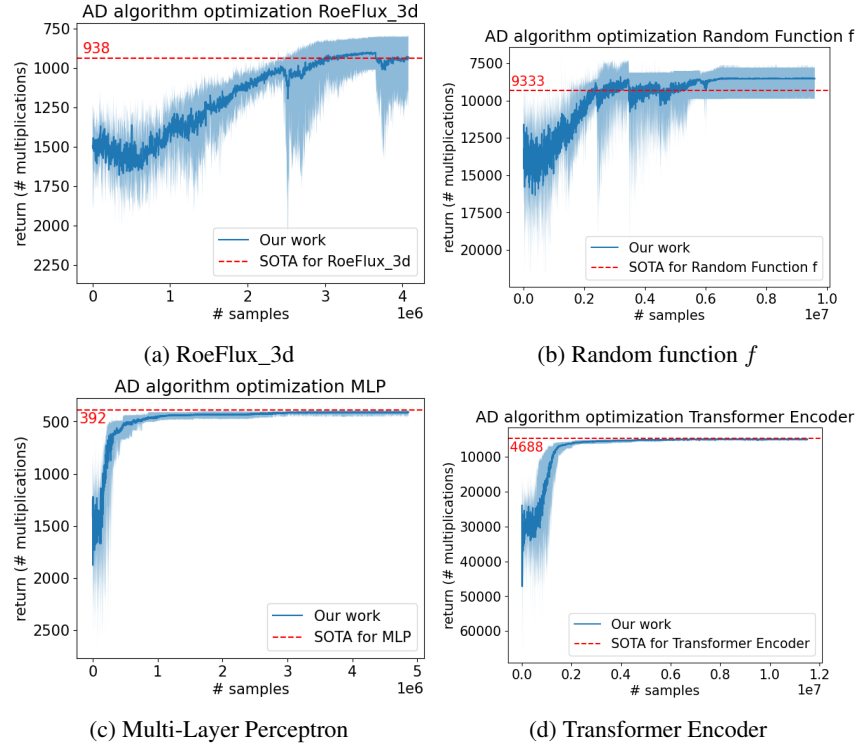 AD algorithm optimization RoeFlux_3d
750
938
1000
1250
1500
1750
2000
2250
return (# multiplications)
Our work
SOTA for RoeFlux_3d
0 1 2 3 4
1e6
# samples
(a) RoeFlux_3d
AD algorithm optimization Random Function f
7500
9333
10000
12500
15000
17500
20000
return (# multiplications)
Our work
SOTA for Random Function f
0.0 0.2 0.4 0.6 0.8 1.0
1e7
# samples
(b) Random function f
AD algorithm optimization MLP
392
500
1000
1500
2000
2500
return (# multiplications)
Our work
SOTA for MLP
0 1 2 3 4 5
1e6
# samples
(c) Multi-Layer Perceptron
AD algorithm optimization Transformer Encoder
4688
10000
20000
30000
40000
50000
60000
return (# multiplications)
Our work
SOTA for Transformer Encoder
0.0 0.2 0.4 0.6 0.8 1.0 1.2
1e7
# samples
(d) Transformer Encoder